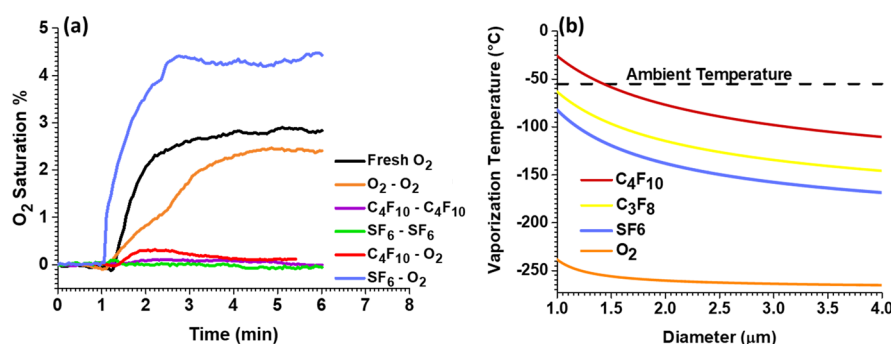 (a)
O₂ Saturation %
5
4
3
2
1
0
0 1 2 3 4 5 6 7 8
Time (min)
Fresh O₂
O₂ - O₂
C₄F₁₀ - C₄F₁₀
SF₆ - SF₆
C₄F₁₀ - O₂
SF₆ - O₂
(b)
Vaporization Temperature (°C)
0
-50
-100
-150
-200
-250
Ambient Temperature
C₄F₁₀
C₃F₈
SF6
O₂
1.0 1.5 2.0 2.5 3.0 3.5 4.0
Diameter (μm)